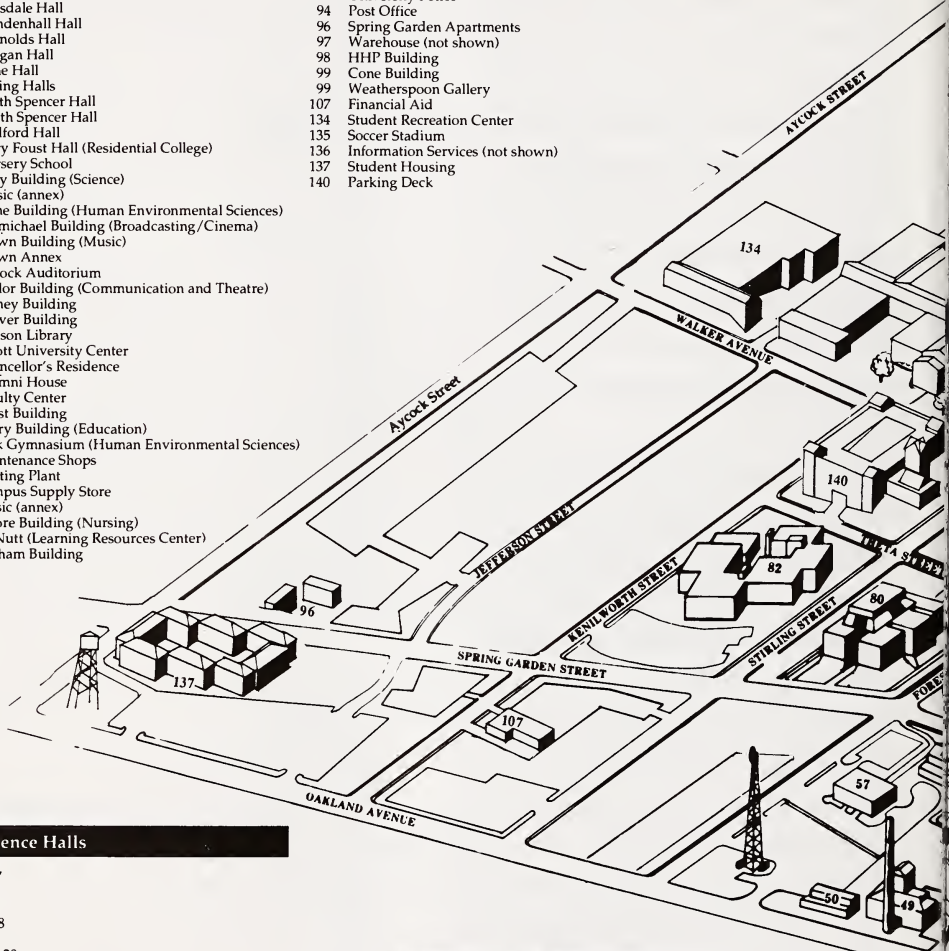 sdale Hall
ndenhall Hall
nolds Hall
gan Hall
e Hall
ing Halls
th Spencer Hall
th Spencer Hall
lford Hall
y Foust Hall (Residential College)
sery School
y Building (Science)
sic (annex)
ne Building (Human Environmental Sciences)
michael Building (Broadcasting/Cinema)
wn Building (Music)
wn Annex
ock Auditorium
lor Building (Communication and Theatre)
ney Building
ver Building
son Library
ott University Center
ancellor's Residence
mni House
ulty Center
st Building
ry Building (Education)
k Gymnasium (Human Environmental Sciences)
ntenance Shops
ting Plant
npus Supply Store
sic (annex)
ore Building (Nursing)
Nutt (Learning Resources Center)
ham Building
94 Post Office
96 Spring Garden Apartments
97 Warehouse (not shown)
98 HHP Building
99 Cone Building
99 Weatherspoon Gallery
107 Financial Aid
134 Student Recreation Center
135 Soccer Stadium
136 Information Services (not shown)
137 Student Housing
140 Parking Deck
AYCOCK STREET
134
WALKER AVENUE
Aycock Street
140
JEFFERSON STREET
THETA STREET
82
KENILWORTH STREET
96
80
STIRLING STREET
SPRING GARDEN STREET
137
FORES
107
57
OAKLAND AVENUE
50
49
ence Halls
8